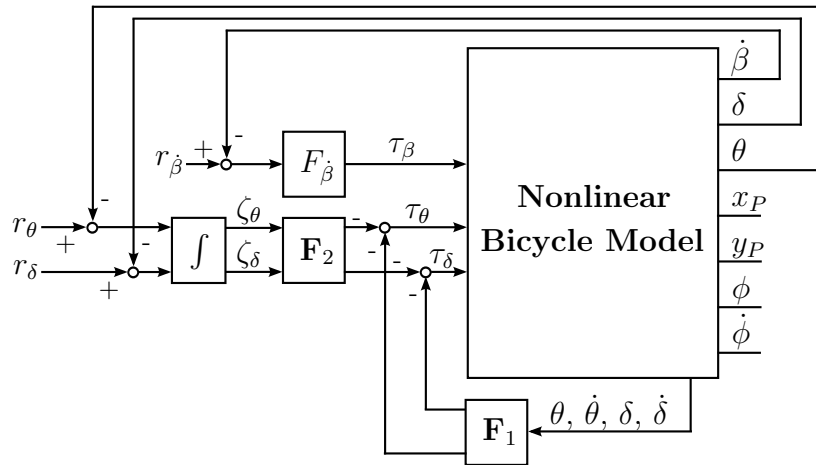 β̇
δ
θ
x_P
y_P
ϕ
ϕ̇
r_β̇ + - F_β̇ τ_β
Nonlinear
Bicycle Model
r_θ + - ∫ ζ_θ F₂ - τ_θ -
r_δ + - ζ_δ - τ_δ -
F₁ θ, θ̇, δ, δ̇